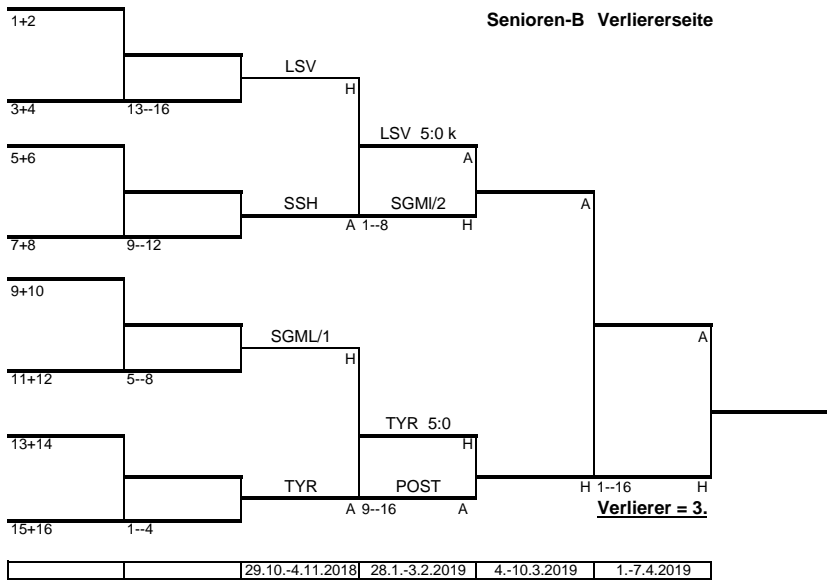 Senioren-B Verliererseite
1+2
LSV
H
3+4 13--16
LSV 5:0 k
5+6 A
SSH SGMl/2 A
A 1--8 H
7+8 9--12
9+10
SGML/1
H A
11+12 5--8
TYR 5:0
13+14 H
TYR POST
A 9--16 A H 1--16 H
15+16 1--4 Verlierer = 3.
29.10.-4.11.2018 28.1.-3.2.2019 4.-10.3.2019 1.-7.4.2019